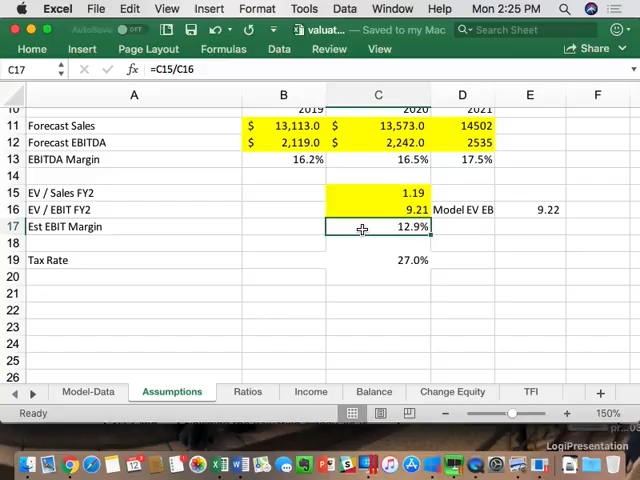 Excel File Edit View Insert Format Tools Data Window Help Mon 2:25 PM
AutoSave OFF valuat... — Saved to my Mac Search Sheet
Home Insert Page Layout Formulas Data Review View Share
C17 fx =C15/C16
A B C D E F
10 2019 2020 2021
11 Forecast Sales $ 13,113.0 $ 13,573.0 14502
12 Forecast EBITDA $ 2,119.0 $ 2,242.0 2535
13 EBITDA Margin 16.2% 16.5% 17.5%
14
15 EV / Sales FY2 1.19
16 EV / EBIT FY2 9.21 Model EV EB 9.22
17 Est EBIT Margin 12.9%
18
19 Tax Rate 27.0%
20
21
22
23
24
25
26
Model-Data Assumptions Ratios Income Balance Change Equity TFI
Ready 150%
LogiPresentation